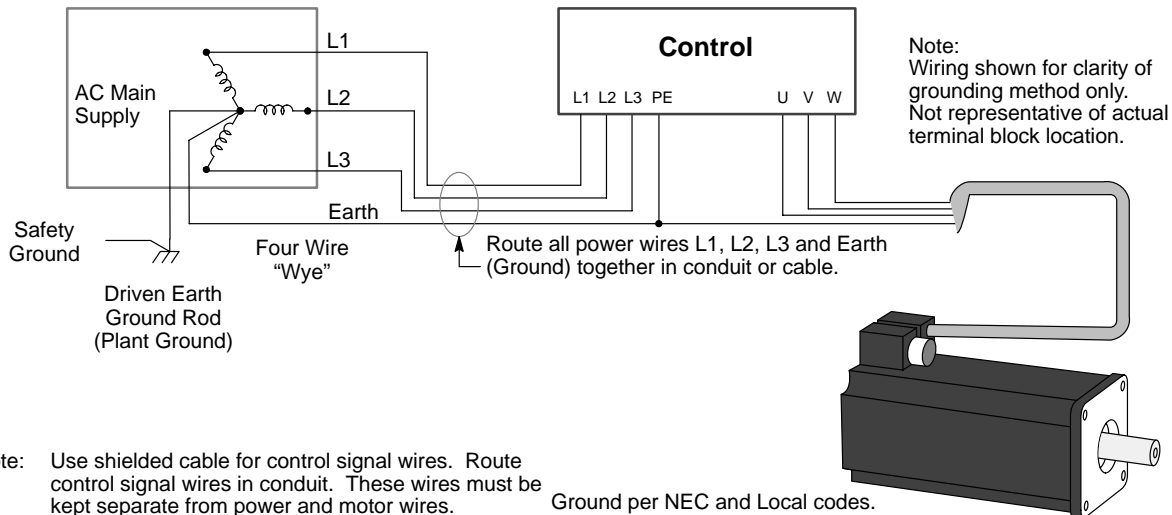 L1
Control
Note:
Wiring shown for clarity of
grounding method only.
Not representative of actual
terminal block location.
AC Main
Supply
L2
L1 L2 L3 PE
U V W
L3
Earth
Safety
Ground
Four Wire
“Wye”
Route all power wires L1, L2, L3 and Earth
(Ground) together in conduit or cable.
Driven Earth
Ground Rod
(Plant Ground)
te: Use shielded cable for control signal wires. Route
control signal wires in conduit. These wires must be
kept separate from power and motor wires.
Ground per NEC and Local codes.